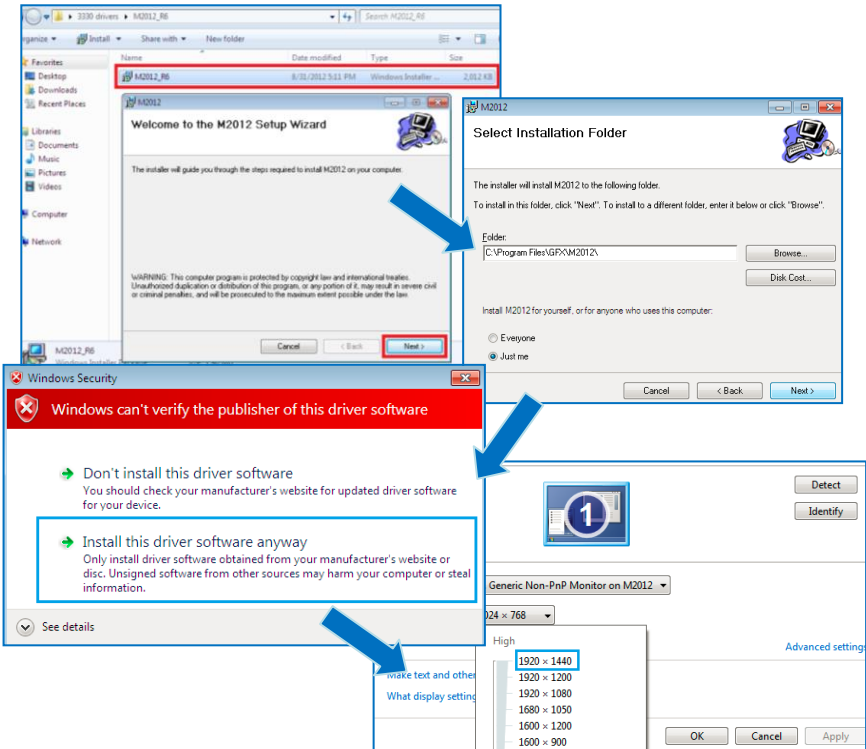 3330 drivers ▸ M2012_R6
Search M2012_R6
rganize
Install
Share with
New folder
Name
Date modified
Type
Size
Favorites
Desktop
Downloads
Recent Places
Libraries
Documents
Music
Pictures
Videos
Computer
Network
M2012_R6
8/31/2012 5:11 PM
Windows Installer ...
2,012 KB
M2012
Welcome to the M2012 Setup Wizard
The installer will guide you through the steps required to install M2012 on your computer.
WARNING: This computer program is protected by copyright law and international treaties.
Unauthorized duplication or distribution of this program, or any portion of it, may result in severe civil
or criminal penalties, and will be prosecuted to the maximum extent possible under the law.
Cancel
< Back
Next >
M2012_R6
M2012
Select Installation Folder
The installer will install M2012 to the following folder.
To install in this folder, click "Next". To install to a different folder, enter it below or click "Browse".
Folder:
C:\Program Files\GFX\M2012\
Browse...
Disk Cost...
Install M2012 for yourself, or for anyone who uses this computer:
Everyone
Just me
Cancel
< Back
Next >
Windows Security
Windows can't verify the publisher of this driver software
Don't install this driver software
You should check your manufacturer's website for updated driver software
for your device.
Install this driver software anyway
Only install driver software obtained from your manufacturer's website or
disc. Unsigned software from other sources may harm your computer or steal
information.
See details
1
Detect
Identify
Generic Non-PnP Monitor on M2012
24 × 768
High
1920 × 1440
1920 × 1200
1920 × 1080
1680 × 1050
1600 × 1200
1600 × 900
Advanced settings
Make text and other
What display setting
OK
Cancel
Apply